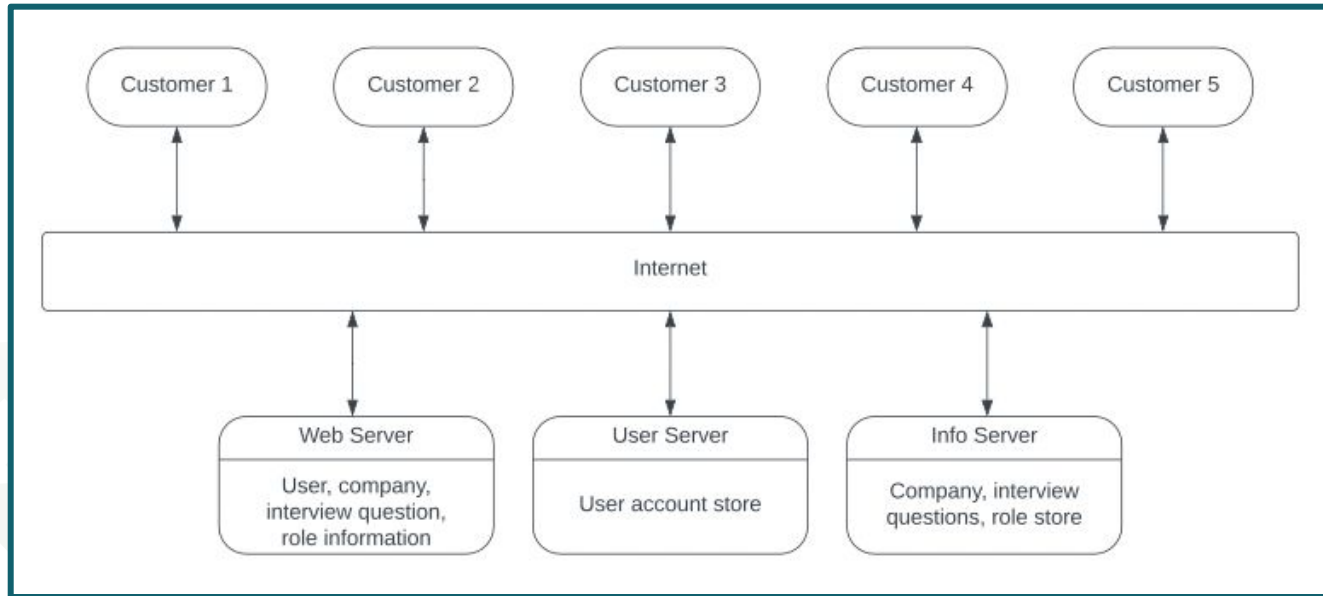 Customer 1
Customer 2
Customer 3
Customer 4
Customer 5
Internet
Web Server
User, company,
interview question,
role information
User Server
User account store
Info Server
Company, interview
questions, role store